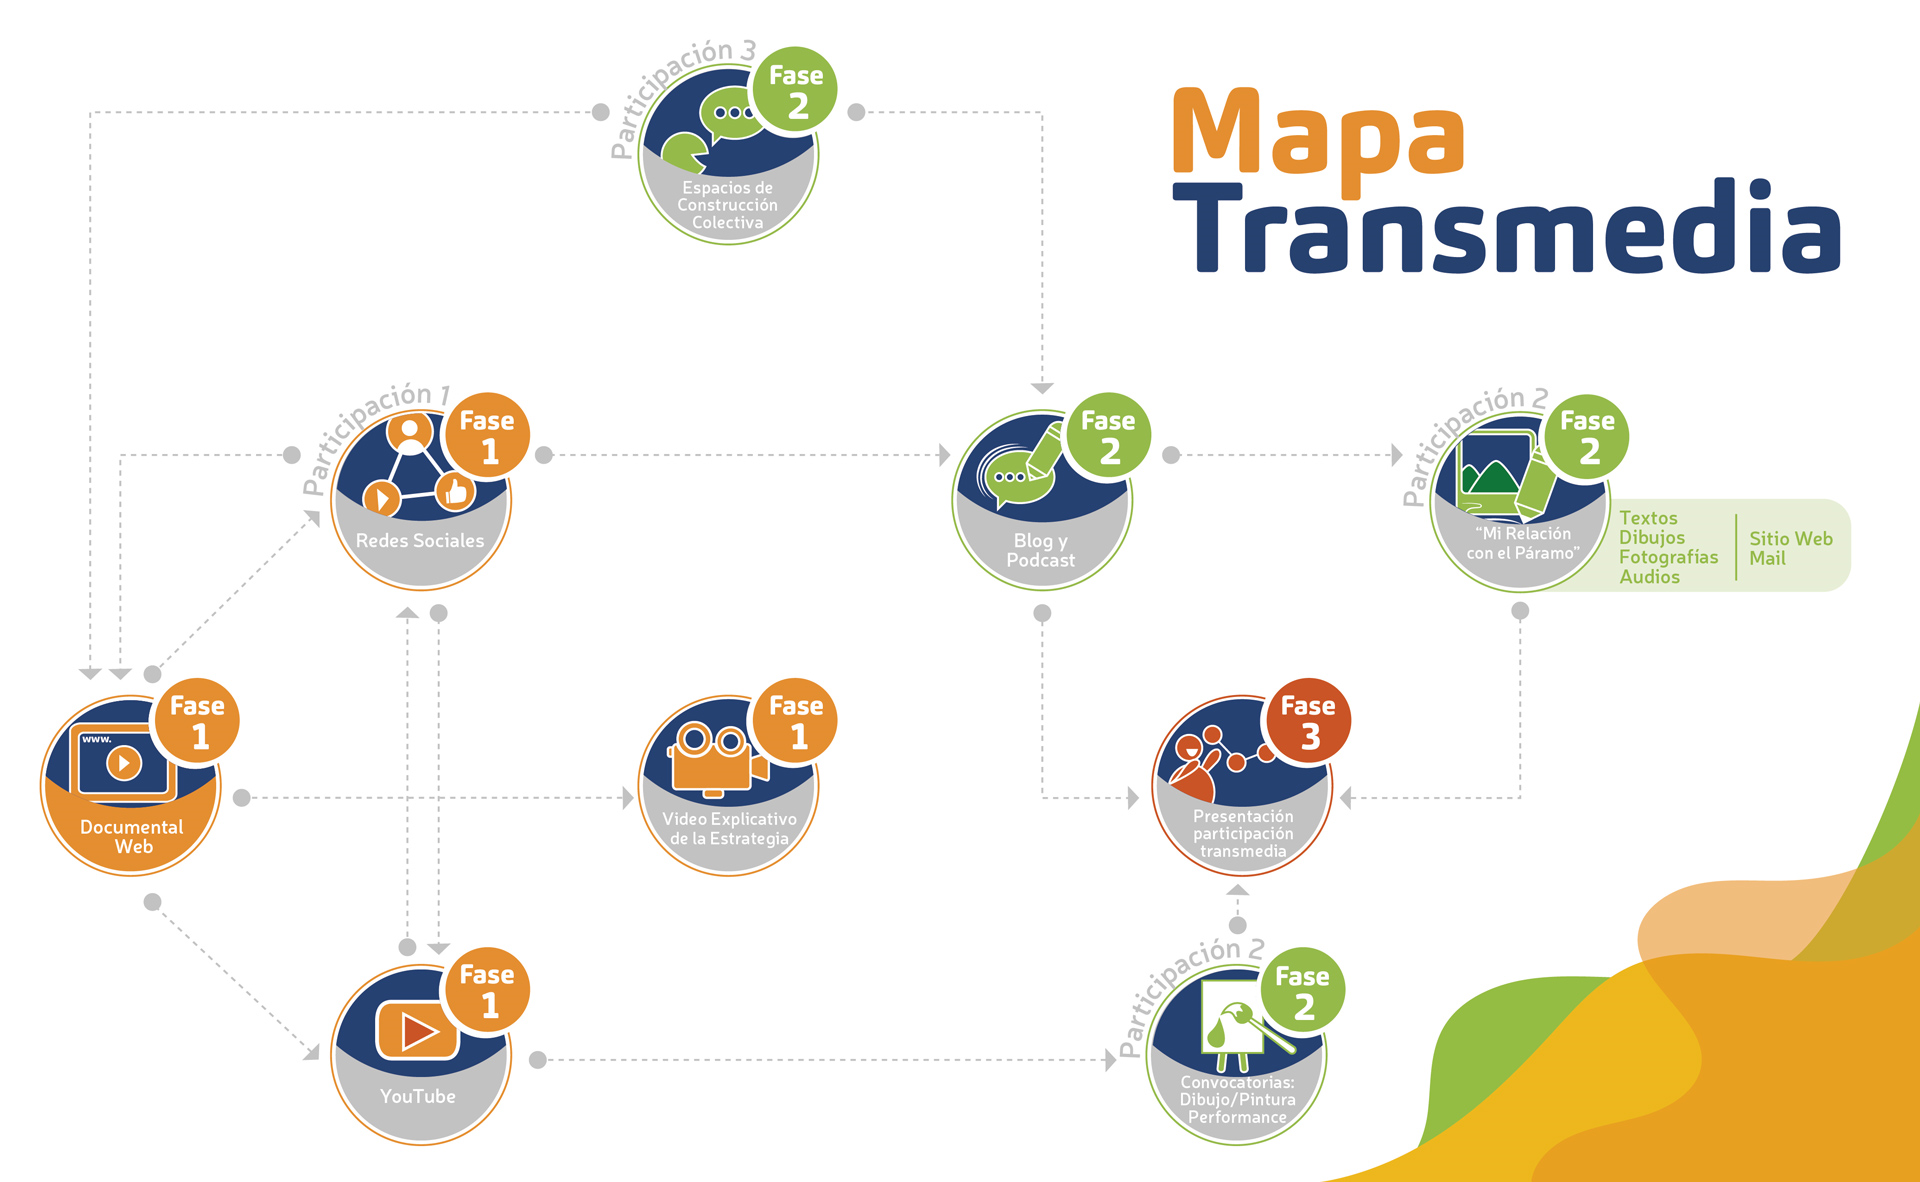 Mapa
Transmedia
Participación 3
Fase
2
Espacios de
Construcción
Colectiva
Participación 1
Fase
1
Redes Sociales
Fase
2
Blog y
Podcast
Participación 2
Fase
2
“Mi Relación
con el Páramo”
Textos
Dibujos
Fotografías
Audios
Sitio Web
Mail
Fase
1
www.
Documental
Web
Fase
1
Video Explicativo
de la Estrategia
Fase
3
Presentación
participación
transmedia
Fase
1
YouTube
Participación 2
Fase
2
Convocatorias:
Dibujo/Pintura
Performance